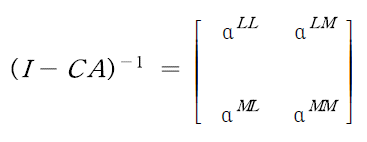 (I − CA)⁻¹ = [ α^{LL} α^{LM}
α^{ML} α^{MM} ]